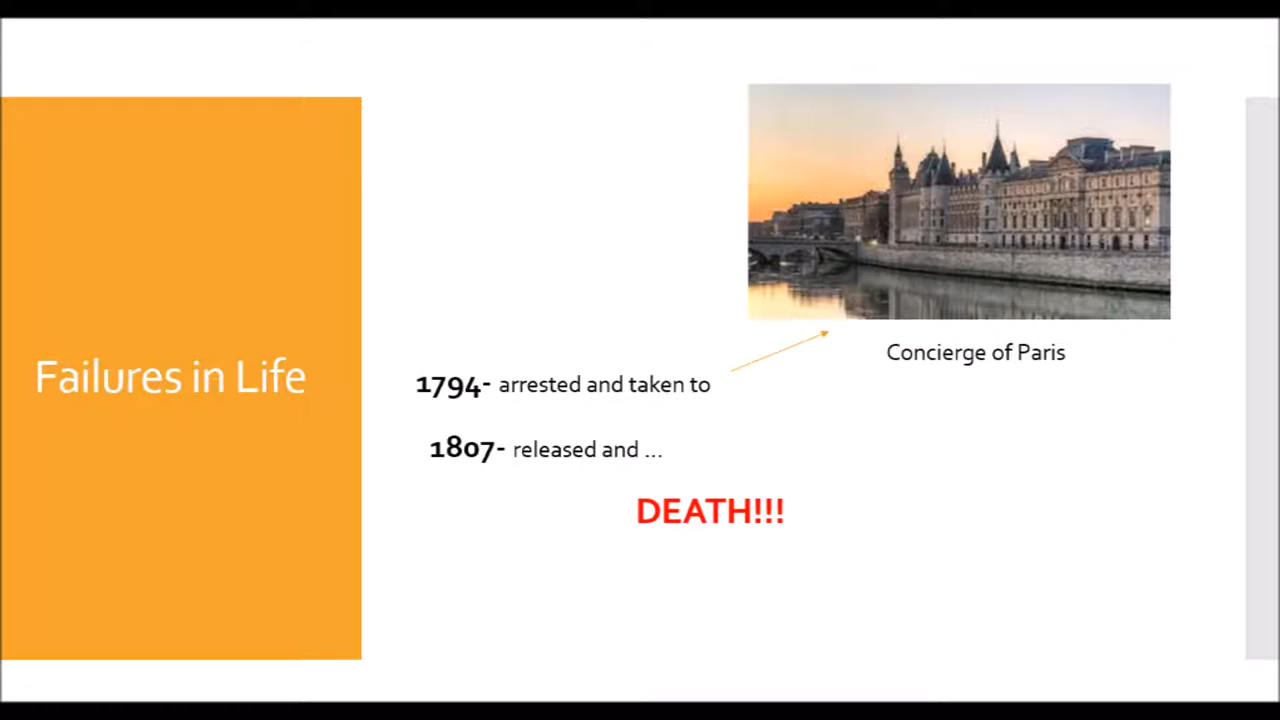 Failures in Life
Concierge of Paris
1794- arrested and taken to
1807- released and ...
DEATH!!!